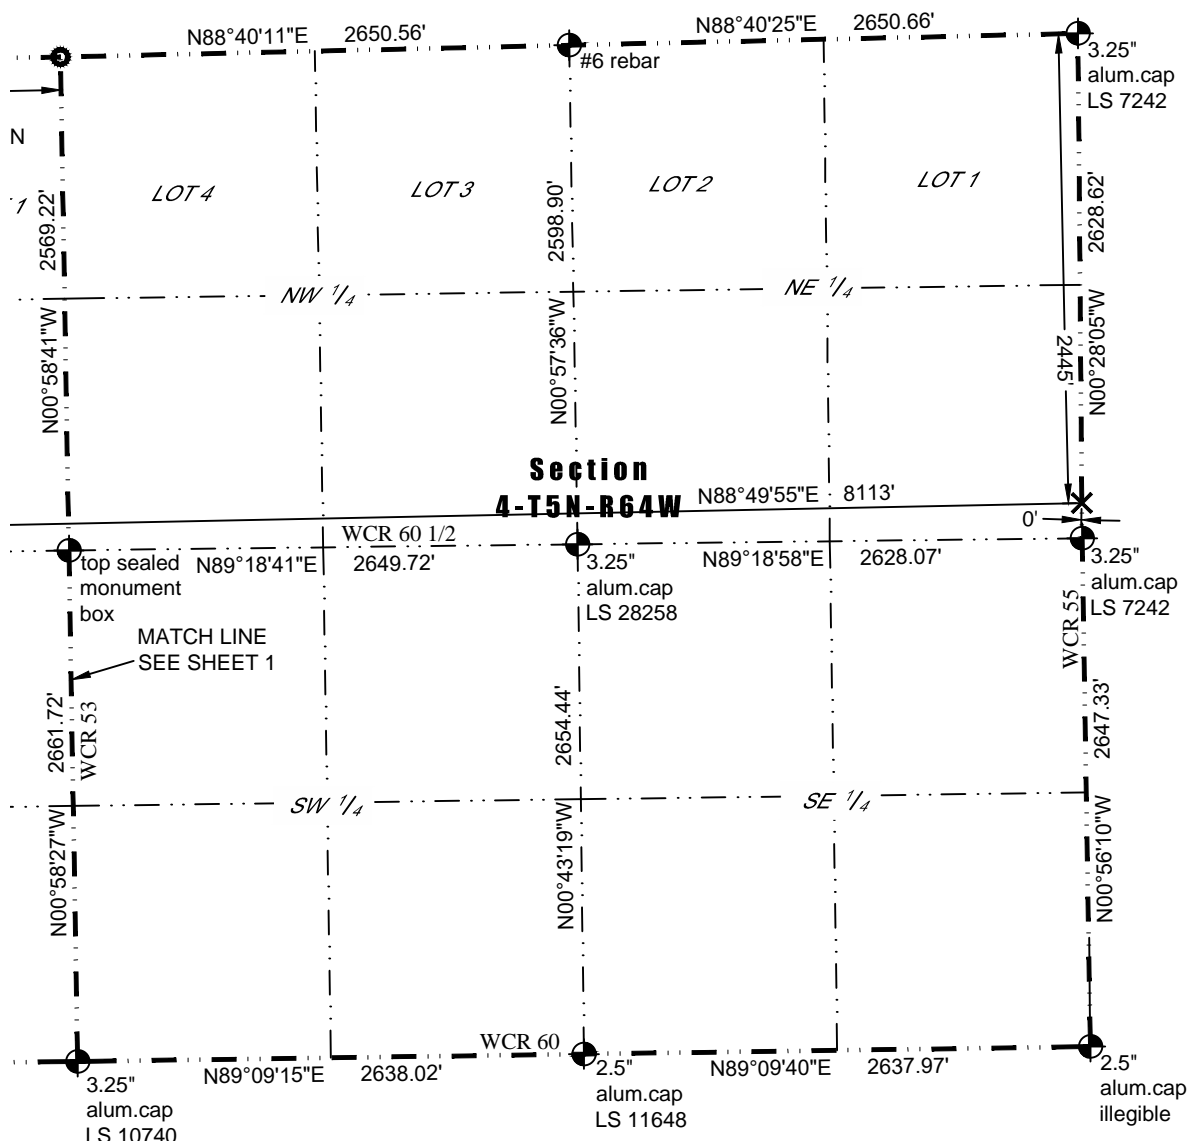 N88°40'11"E 2650.56'
N88°40'25"E 2650.66'
#6 rebar
3.25"
alum.cap
LS 7242
N
LOT 4
LOT 3
LOT 2
LOT 1
1
2569.22'
2598.90'
2628.62'
NW 1/4
NE 1/4
N00°58'41"W
N00°57'36"W
N00°28'05"W
2445'
Section
4-T5N-R64W
N88°49'55"E 8113'
0'
WCR 60 1/2
top sealed
monument
box
N89°18'41"E 2649.72'
3.25"
alum.cap
LS 28258
N89°18'58"E 2628.07'
3.25"
alum.cap
LS 7242
WCR 55
MATCH LINE
SEE SHEET 1
2661.72'
WCR 53
2654.44'
2647.33'
SW 1/4
SE 1/4
N00°58'27"W
N00°43'19"W
N00°56'10"W
WCR 60
N89°09'15"E 2638.02'
N89°09'40"E 2637.97'
3.25"
alum.cap
LS 10740
2.5"
alum.cap
LS 11648
2.5"
alum.cap
illegible